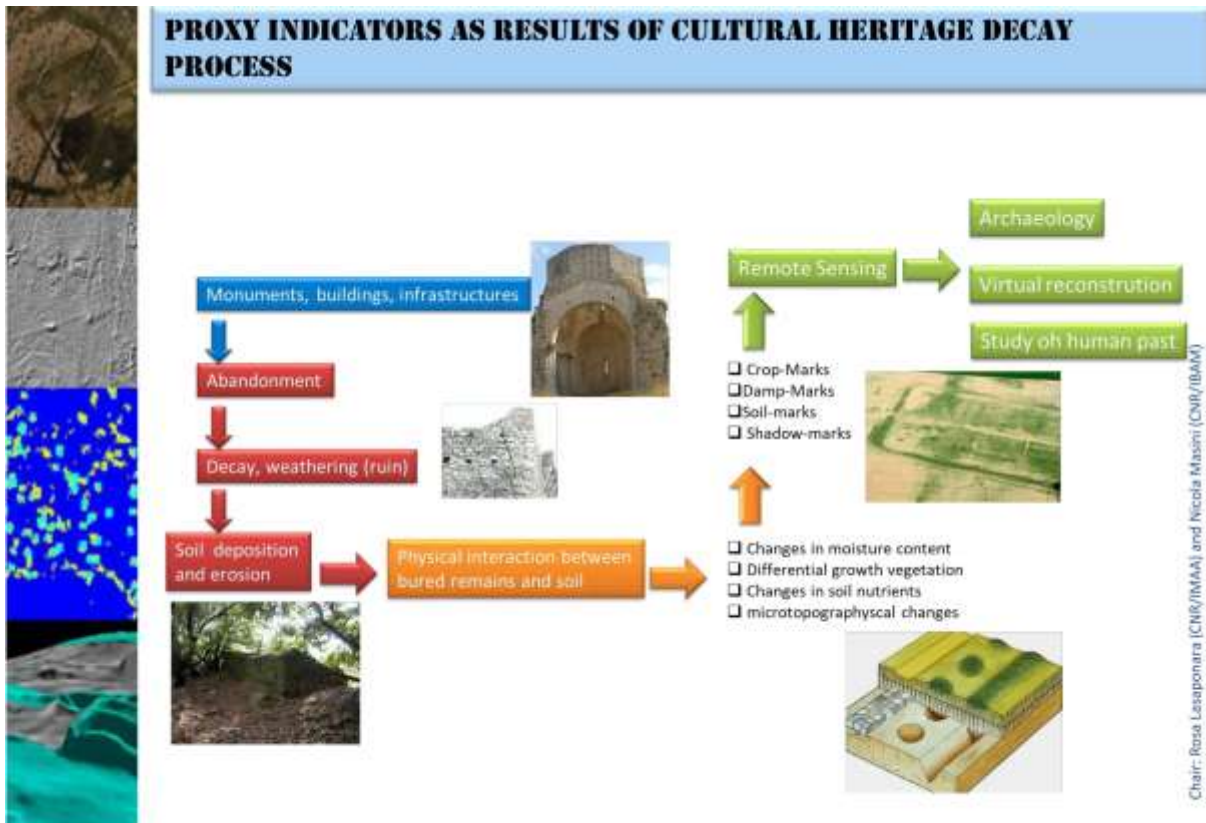 PROXY INDICATORS AS RESULTS OF CULTURAL HERITAGE DECAY
PROCESS
Monuments, buildings, infrastructures
Abandonment
Decay, weathering (ruin)
Soil deposition
and erosion
Physical interaction between
bured remains and soil
❑ Changes in moisture content
❑ Differential growth vegetation
❑ Changes in soil nutrients
❑ microtopographyscal changes
❑ Crop-Marks
❑Damp-Marks
❑Soil-marks
❑ Shadow-marks
Remote Sensing
Archaeology
Virtual reconstrution
Study oh human past
Chair: Rosa Lasaponara (CNR/IMAA) and Nicola Masini (CNR/IBAM)